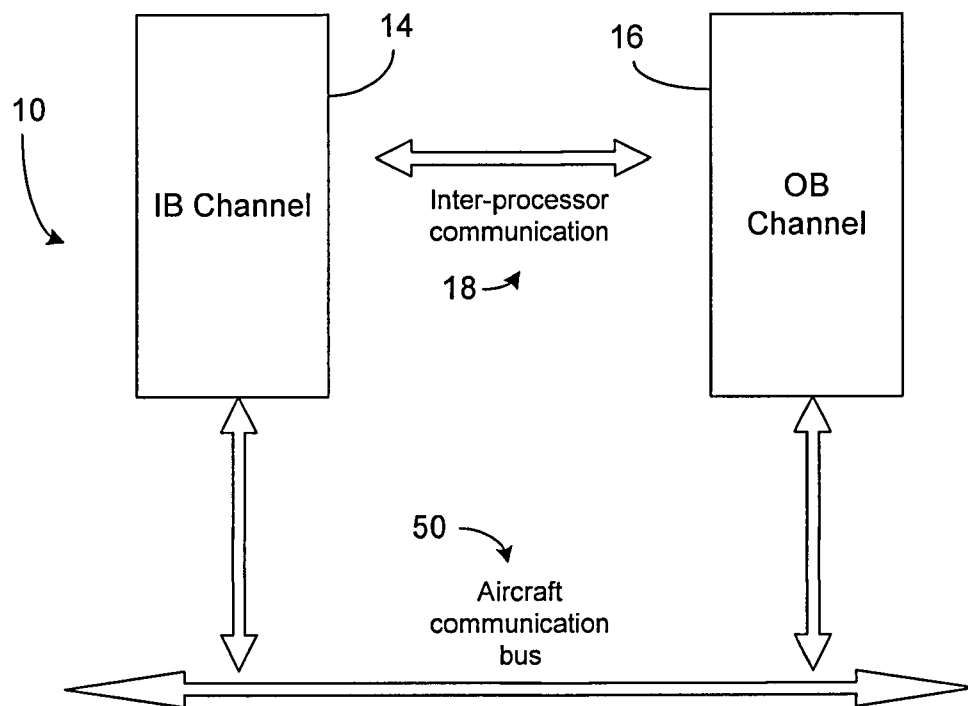 14
16
10
IB Channel
OB
Channel
Inter-processor
communication
18
50
Aircraft
communication
bus